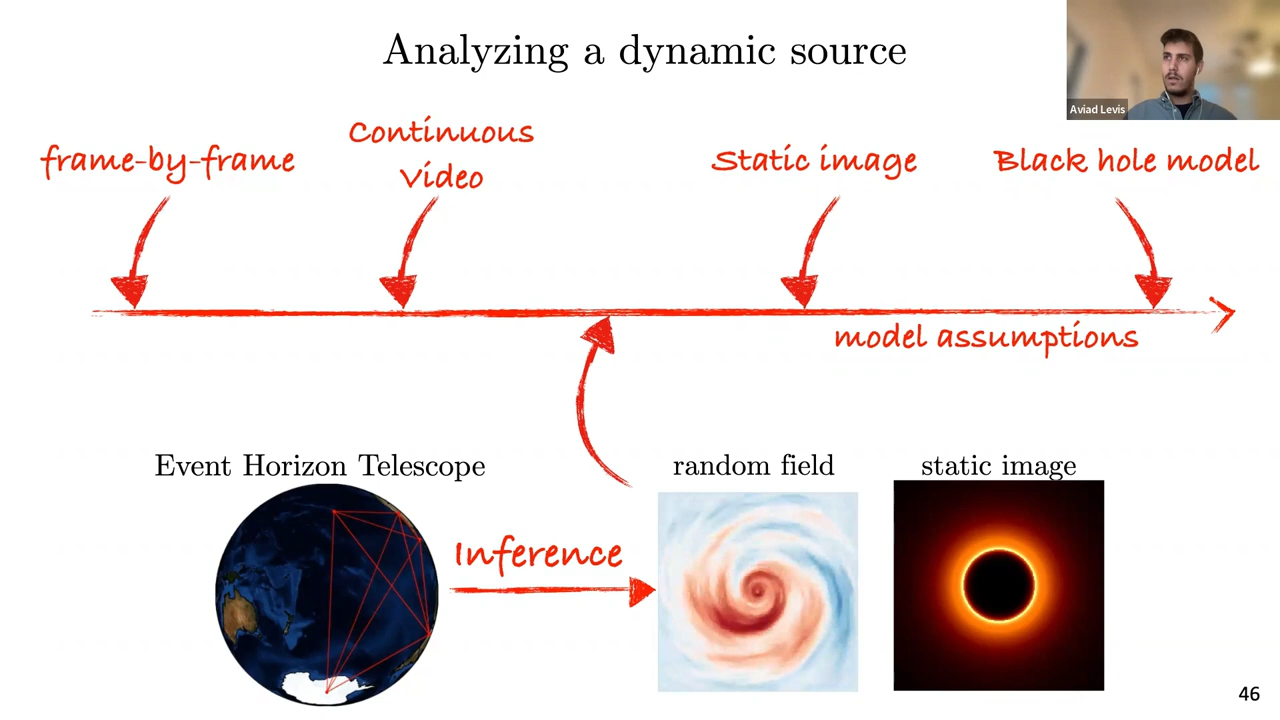 Analyzing a dynamic source
Aviad Levis
frame-by-frame
Continuous
Video
Static image
Black hole model
model assumptions
Event Horizon Telescope
random field
static image
Inference
46